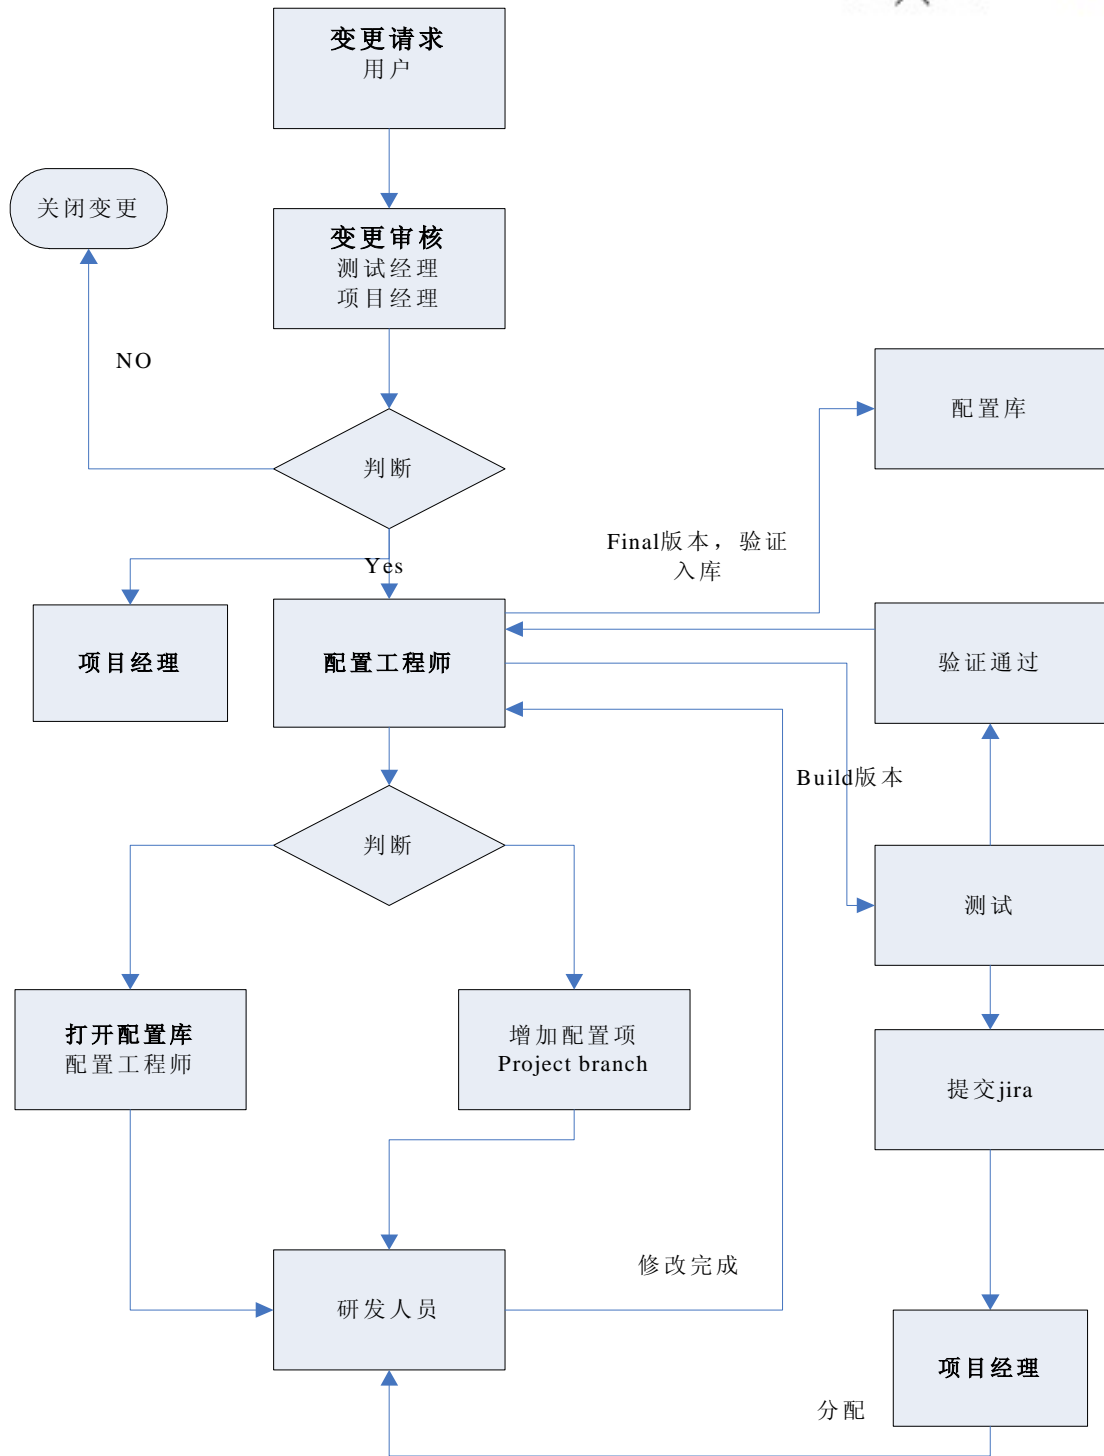 变更请求
用户
关闭变更
变更审核
测试经理
项目经理
NO
配置库
判断
Final版本，验证
入库
Yes
项目经理
配置工程师
验证通过
Build版本
判断
测试
打开配置库
配置工程师
增加配置项
Project branch
提交jira
修改完成
研发人员
项目经理
分配